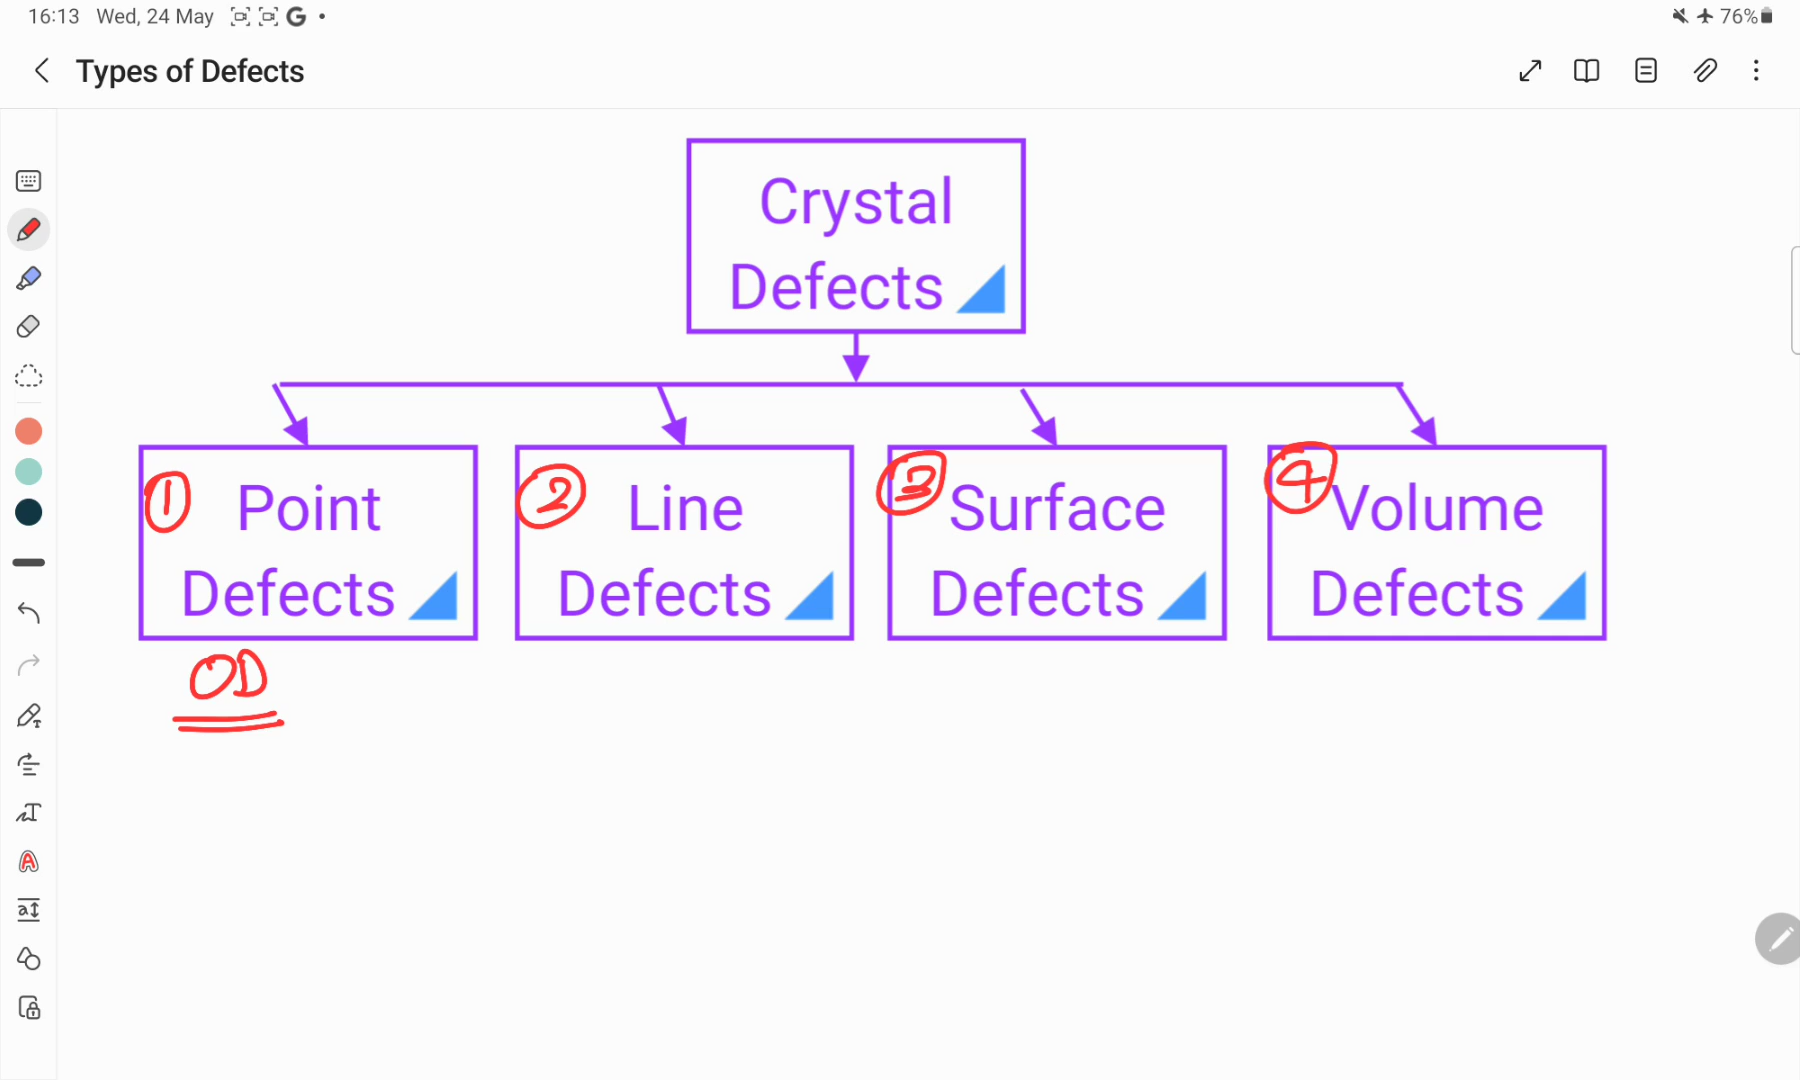 16:13 Wed, 24 May G 76%
Types of Defects
Crystal
Defects
① Point
Defects
② Line
Defects
③ Surface
Defects
④ Volume
Defects
OD